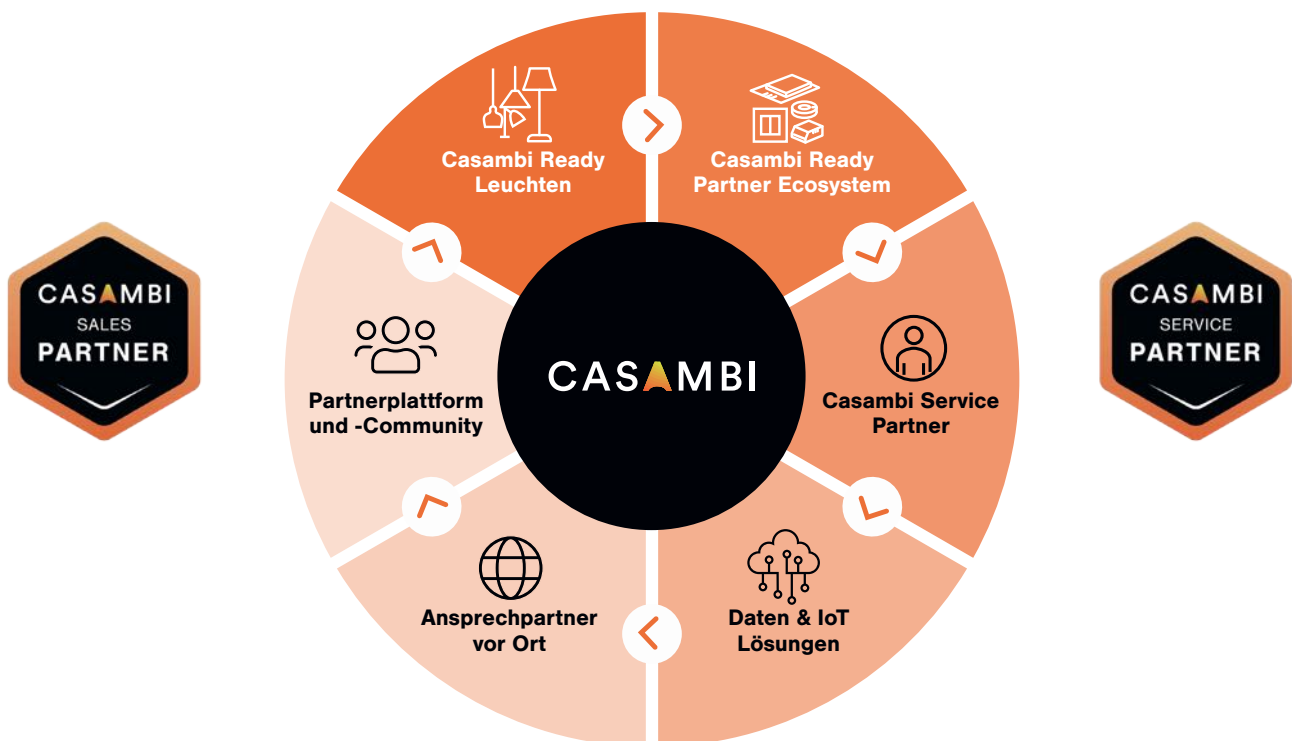 Casambi Ready
Leuchten
Casambi Ready
Partner Ecosystem
CASAMBI
SALES
PARTNER
CASAMBI
SERVICE
PARTNER
Partnerplattform
und -Community
CASAMBI
Casambi Service
Partner
Ansprechpartner
vor Ort
Daten & IoT
Lösungen